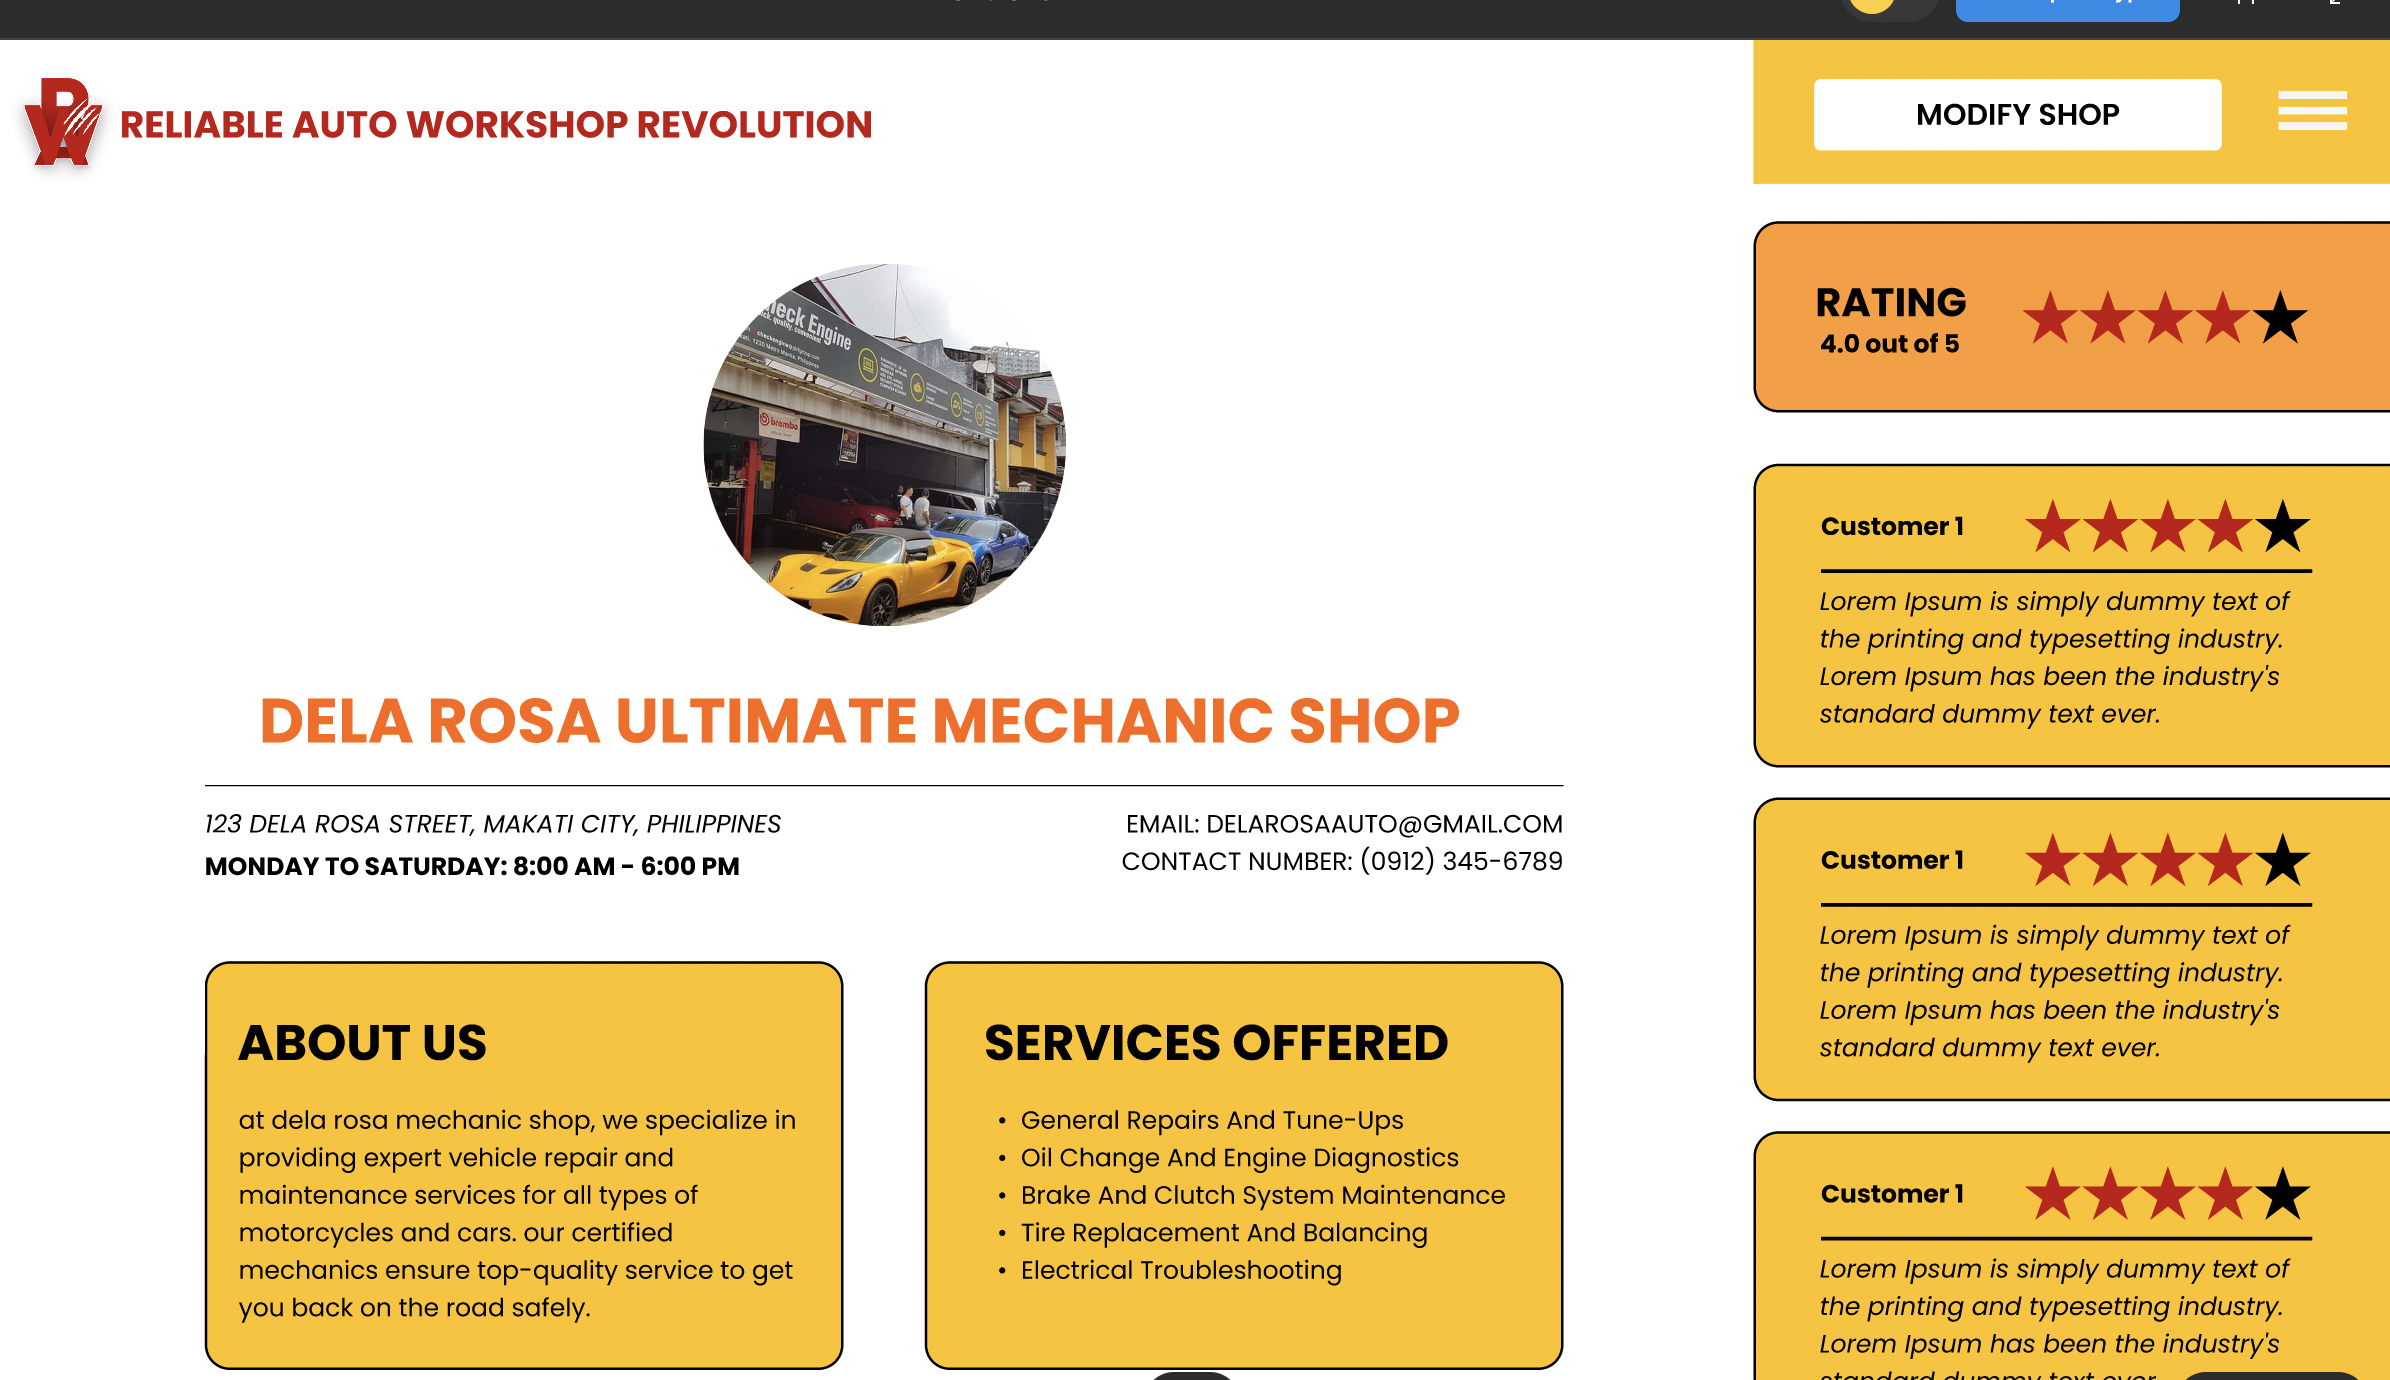 RELIABLE AUTO WORKSHOP REVOLUTION
MODIFY SHOP
heck Engine
brembo
DELA ROSA ULTIMATE MECHANIC SHOP
123 DELA ROSA STREET, MAKATI CITY, PHILIPPINES
MONDAY TO SATURDAY: 8:00 AM - 6:00 PM
EMAIL: DELAROSAAUTO@GMAIL.COM
CONTACT NUMBER: (0912) 345-6789
ABOUT US
at dela rosa mechanic shop, we specialize in
providing expert vehicle repair and
maintenance services for all types of
motorcycles and cars. our certified
mechanics ensure top-quality service to get
you back on the road safely.
SERVICES OFFERED
• General Repairs And Tune-Ups
• Oil Change And Engine Diagnostics
• Brake And Clutch System Maintenance
• Tire Replacement And Balancing
• Electrical Troubleshooting
RATING
4.0 out of 5
Customer 1
Lorem Ipsum is simply dummy text of
the printing and typesetting industry.
Lorem Ipsum has been the industry's
standard dummy text ever.
Customer 1
Lorem Ipsum is simply dummy text of
the printing and typesetting industry.
Lorem Ipsum has been the industry's
standard dummy text ever.
Customer 1
Lorem Ipsum is simply dummy text of
the printing and typesetting industry.
Lorem Ipsum has been the industry's
standard dummy text ever.